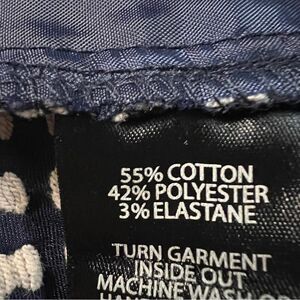 55% COTTON
42% POLYESTER
3% ELASTANE
TURN GARMENT
INSIDE OUT
MACHINE WASH